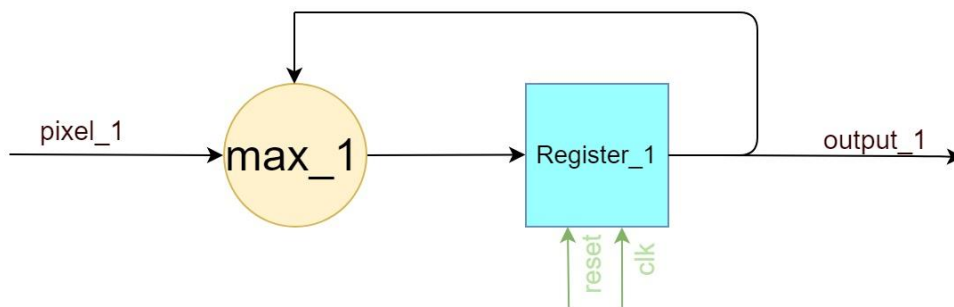 pixel_1
max_1
Register_1
output_1
reset
clk